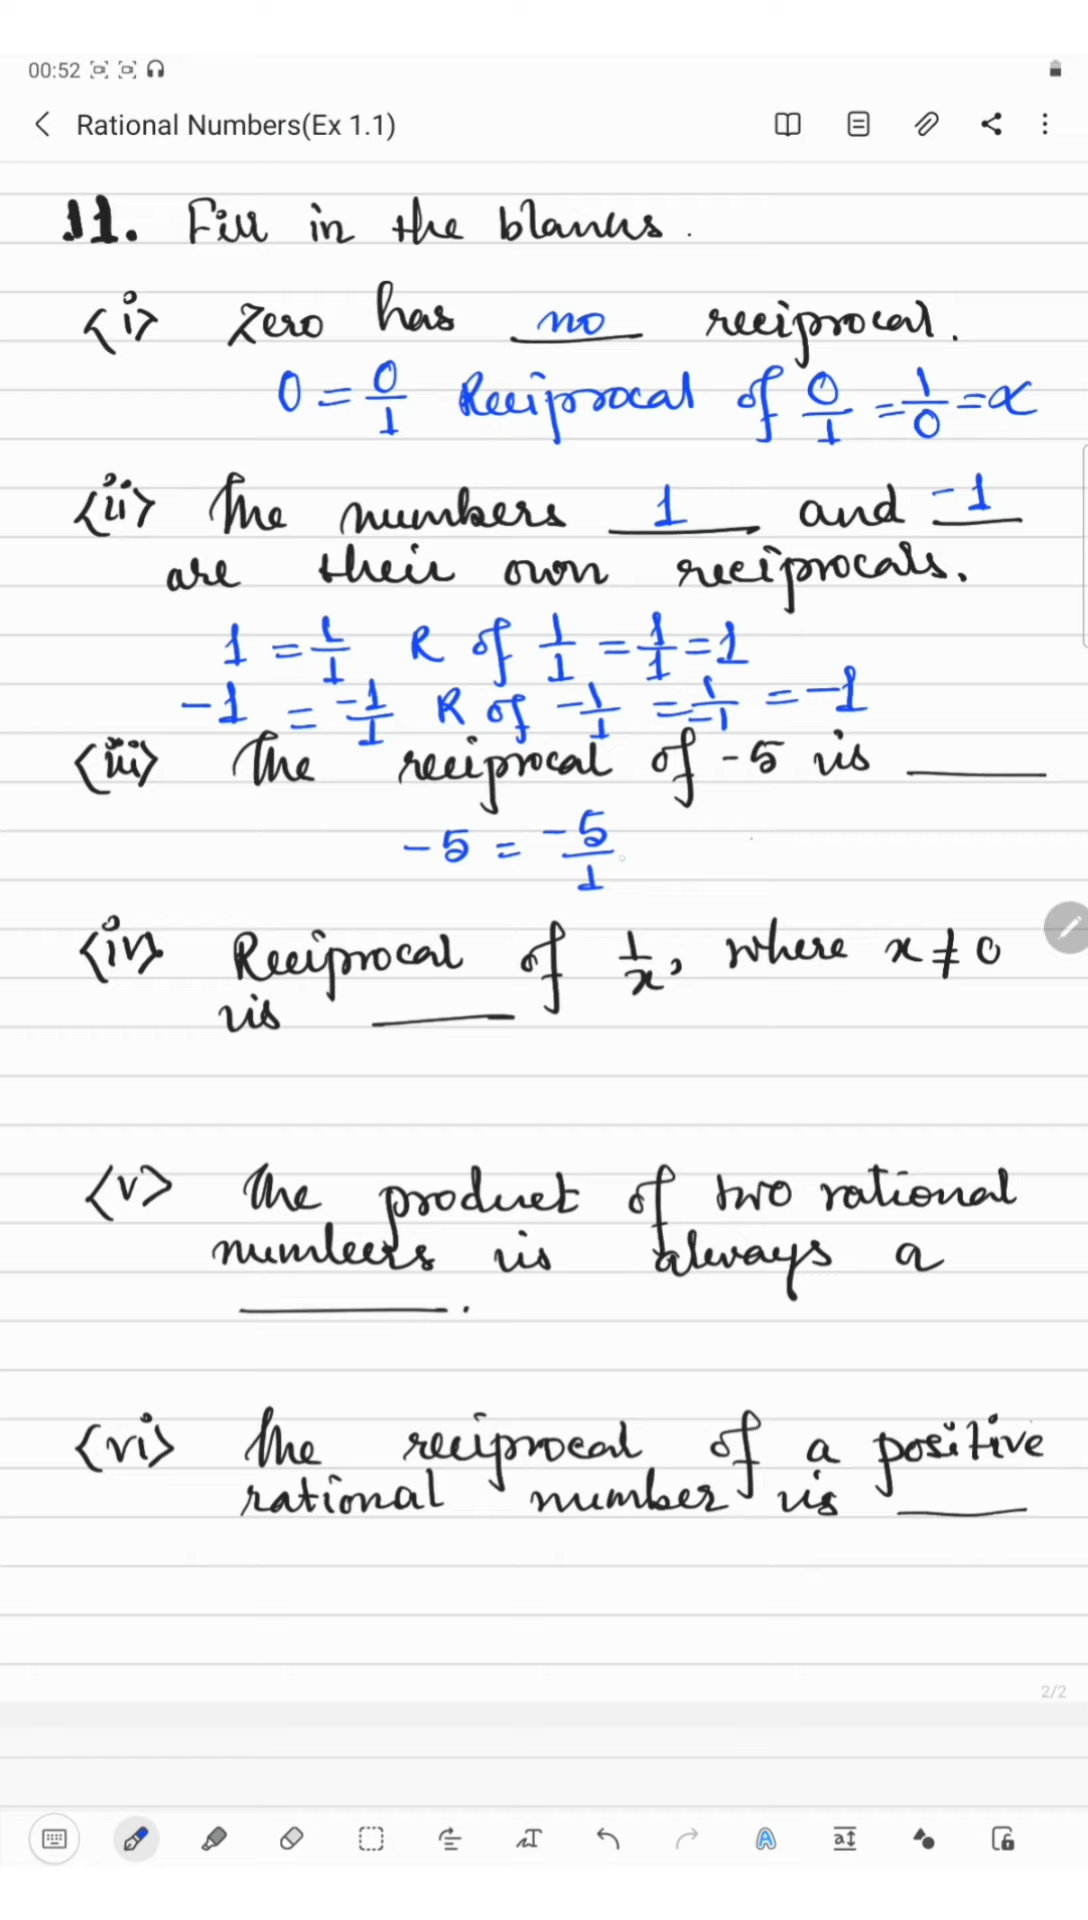 00:52
Rational Numbers(Ex 1.1)
11. Fill in the blanks.
(i) Zero has no reciprocal.
0 = 0/1 Reciprocal of 0/1 = 1/0 = ∝
(ii) The numbers 1 and -1
are their own reciprocals.
1 = 1/1 R of 1/1 = 1/1 = 1
-1 = -1/1 R of -1/1 = 1/-1 = -1
(iii) The reciprocal of -5 is ____
-5 = -5/1
(iv) Reciprocal of 1/x, where x ≠ 0
is ____
(v) The product of two rational
numbers is always a
____.
(vi) The reciprocal of a positive
rational number is ____
2/2